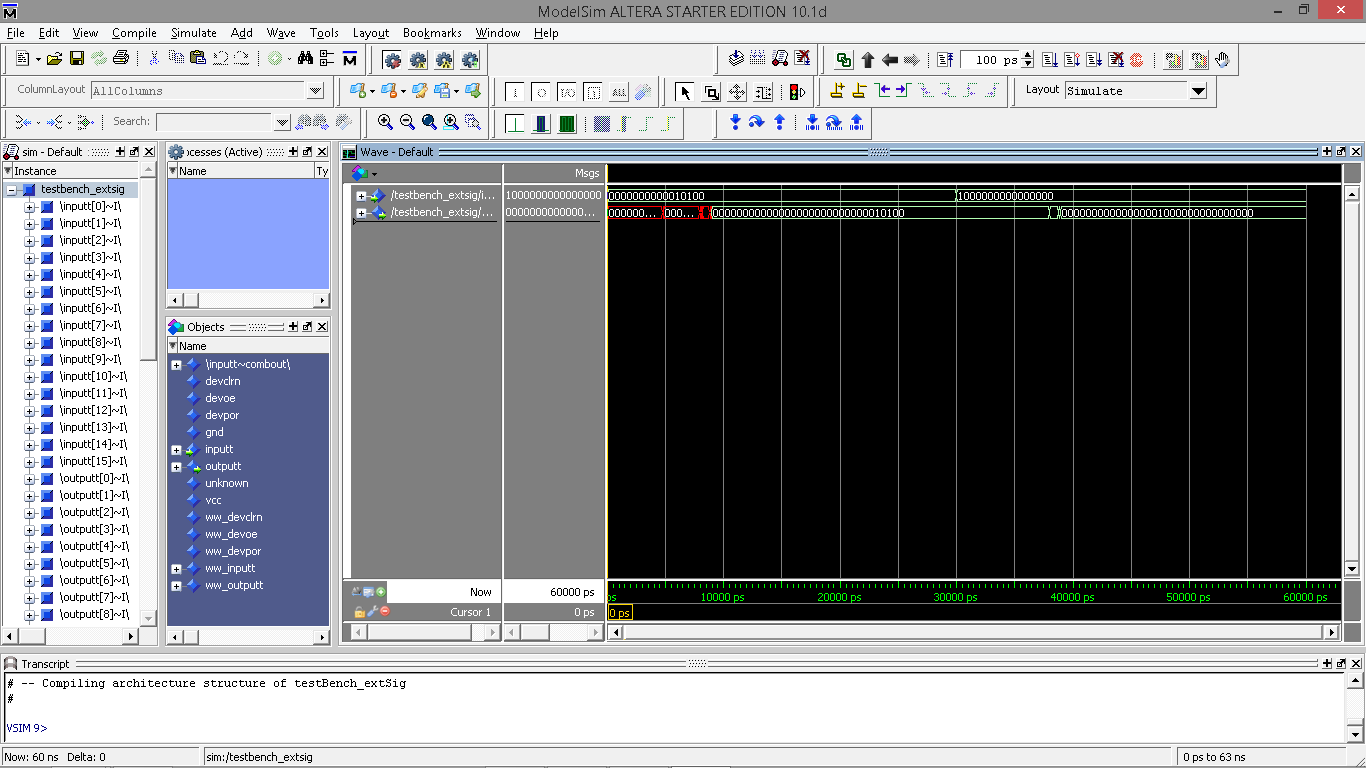 ModelSim ALTERA STARTER EDITION 10.1d
File Edit View Compile Simulate Add Wave Tools Layout Bookmarks Window Help
100 ps
ColumnLayout AllColumns
ALL
Layout Simulate
Search:
sim - Default
Instance
testbench_extsig
\inputt[0]~I\
\inputt[1]~I\
\inputt[2]~I\
\inputt[3]~I\
\inputt[4]~I\
\inputt[5]~I\
\inputt[6]~I\
\inputt[7]~I\
\inputt[8]~I\
\inputt[9]~I\
\inputt[10]~I\
\inputt[11]~I\
\inputt[12]~I\
\inputt[13]~I\
\inputt[14]~I\
\inputt[15]~I\
\outputt[0]~I\
\outputt[1]~I\
\outputt[2]~I\
\outputt[3]~I\
\outputt[4]~I\
\outputt[5]~I\
\outputt[6]~I\
\outputt[7]~I\
\outputt[8]~I\
ocesses (Active)
Name Ty
Objects
Name
\inputt~combout\
devclrn
devoe
devpor
gnd
inputt
outputt
unknown
vcc
ww_devclrn
ww_devoe
ww_devpor
ww_inputt
ww_outputt
Wave - Default
Msgs
/testbench_extsig/i... 1000000000000000 0000000000010100 1000000000000000
/testbench_extsig/... 0000000000000... 000000... 000... 00000000000000000000000000010100 00000000000000001000000000000000
Now 60000 ps ps 10000 ps 20000 ps 30000 ps 40000 ps 50000 ps 60000 ps
Cursor 1 0 ps 0 ps
Transcript
# -- Compiling architecture structure of testBench_extSig
#
VSIM 9>
Now: 60 ns Delta: 0 sim:/testbench_extsig 0 ps to 63 ns